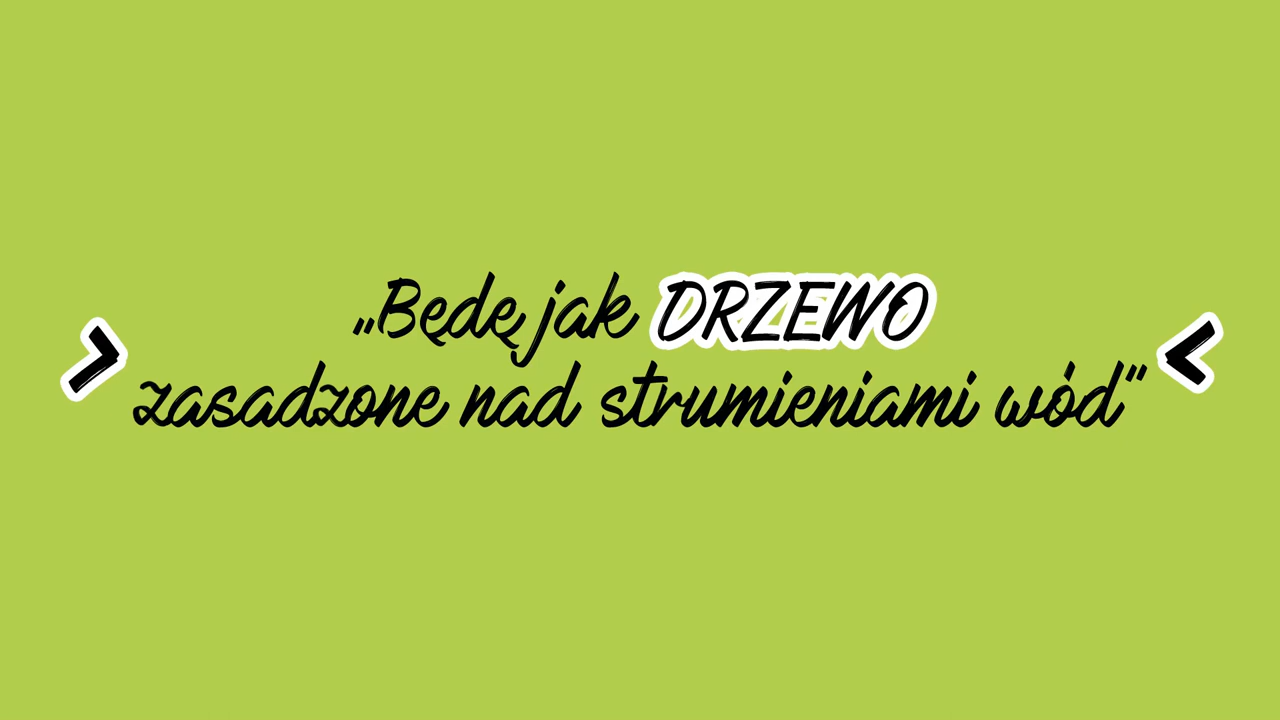 „Będę jak DRZEWO
> zasadzone nad strumieniami wód” <